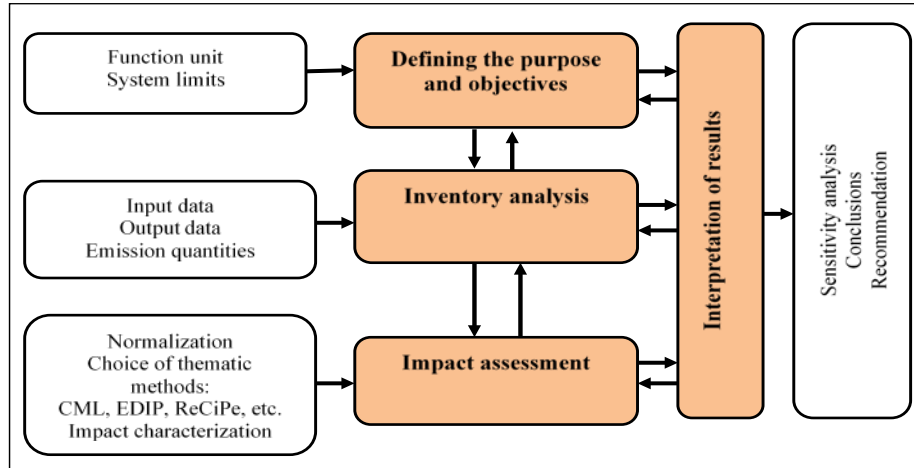 Function unit
System limits
Defining the purpose
and objectives
Input data
Output data
Emission quantities
Inventory analysis
Normalization
Choice of thematic
methods:
CML, EDIP, ReCiPe, etc.
Impact characterization
Impact assessment
Interpretation of results
Sensitivity analysis
Conclusions
Recommendation